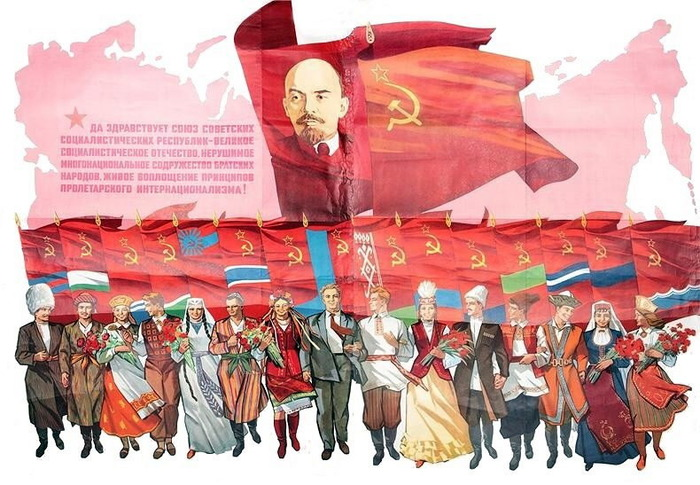 ДА ЗДРАВСТВУЕТ СОЮЗ СОВЕТСКИХ
СОЦИАЛИСТИЧЕСКИХ РЕСПУБЛИК-ВЕЛИКОЕ
СОЦИАЛИСТИЧЕСКОЕ ОТЕЧЕСТВО, НЕРУШИМОЕ
МНОГОНАЦИОНАЛЬНОЕ СОДРУЖЕСТВО БРАТСКИХ
НАРОДОВ, ЖИВОЕ ВОПЛОЩЕНИЕ ПРИНЦИПОВ
ПРОЛЕТАРСКОГО ИНТЕРНАЦИОНАЛИЗМА!